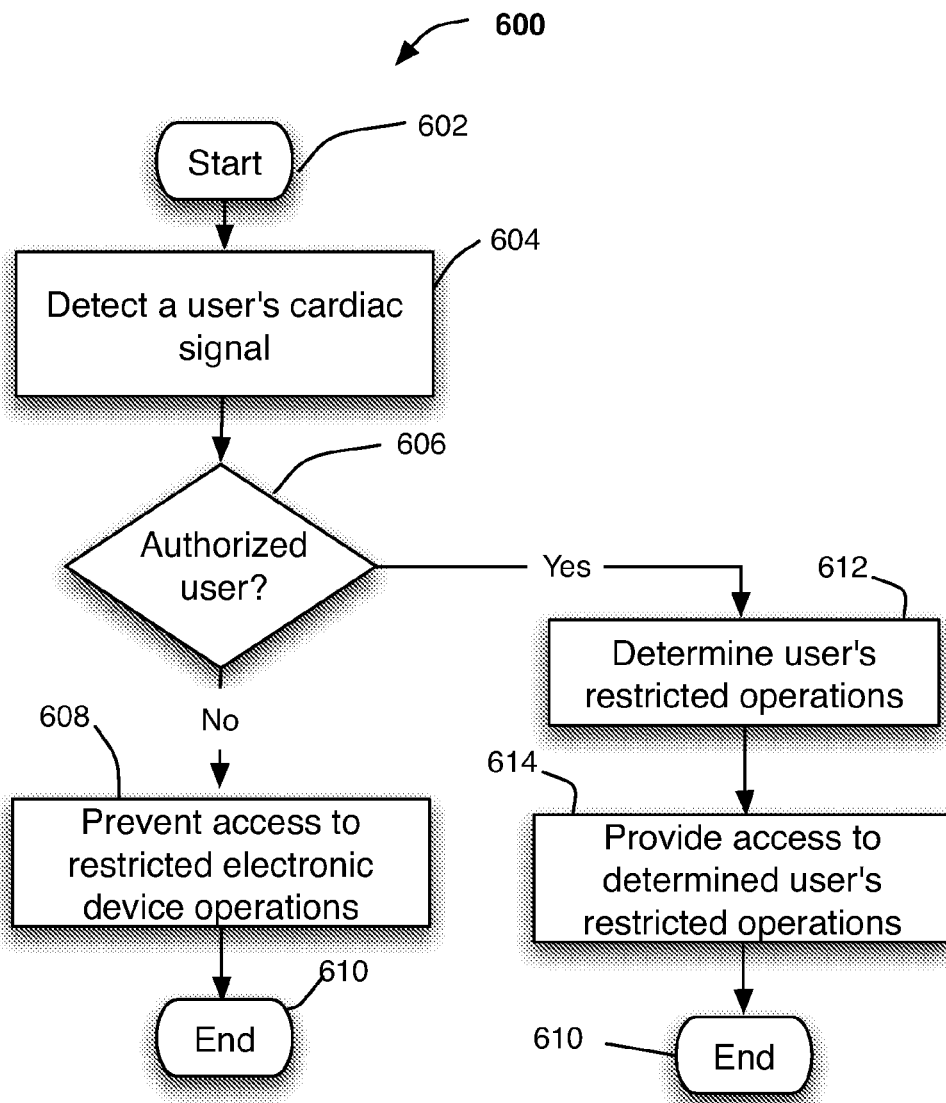 600
Start
602
Detect a user's cardiac
signal
604
Authorized
user?
606
Yes
No
612
Determine user's
restricted operations
608
Prevent access to
restricted electronic
device operations
614
Provide access to
determined user's
restricted operations
End
610
610
End